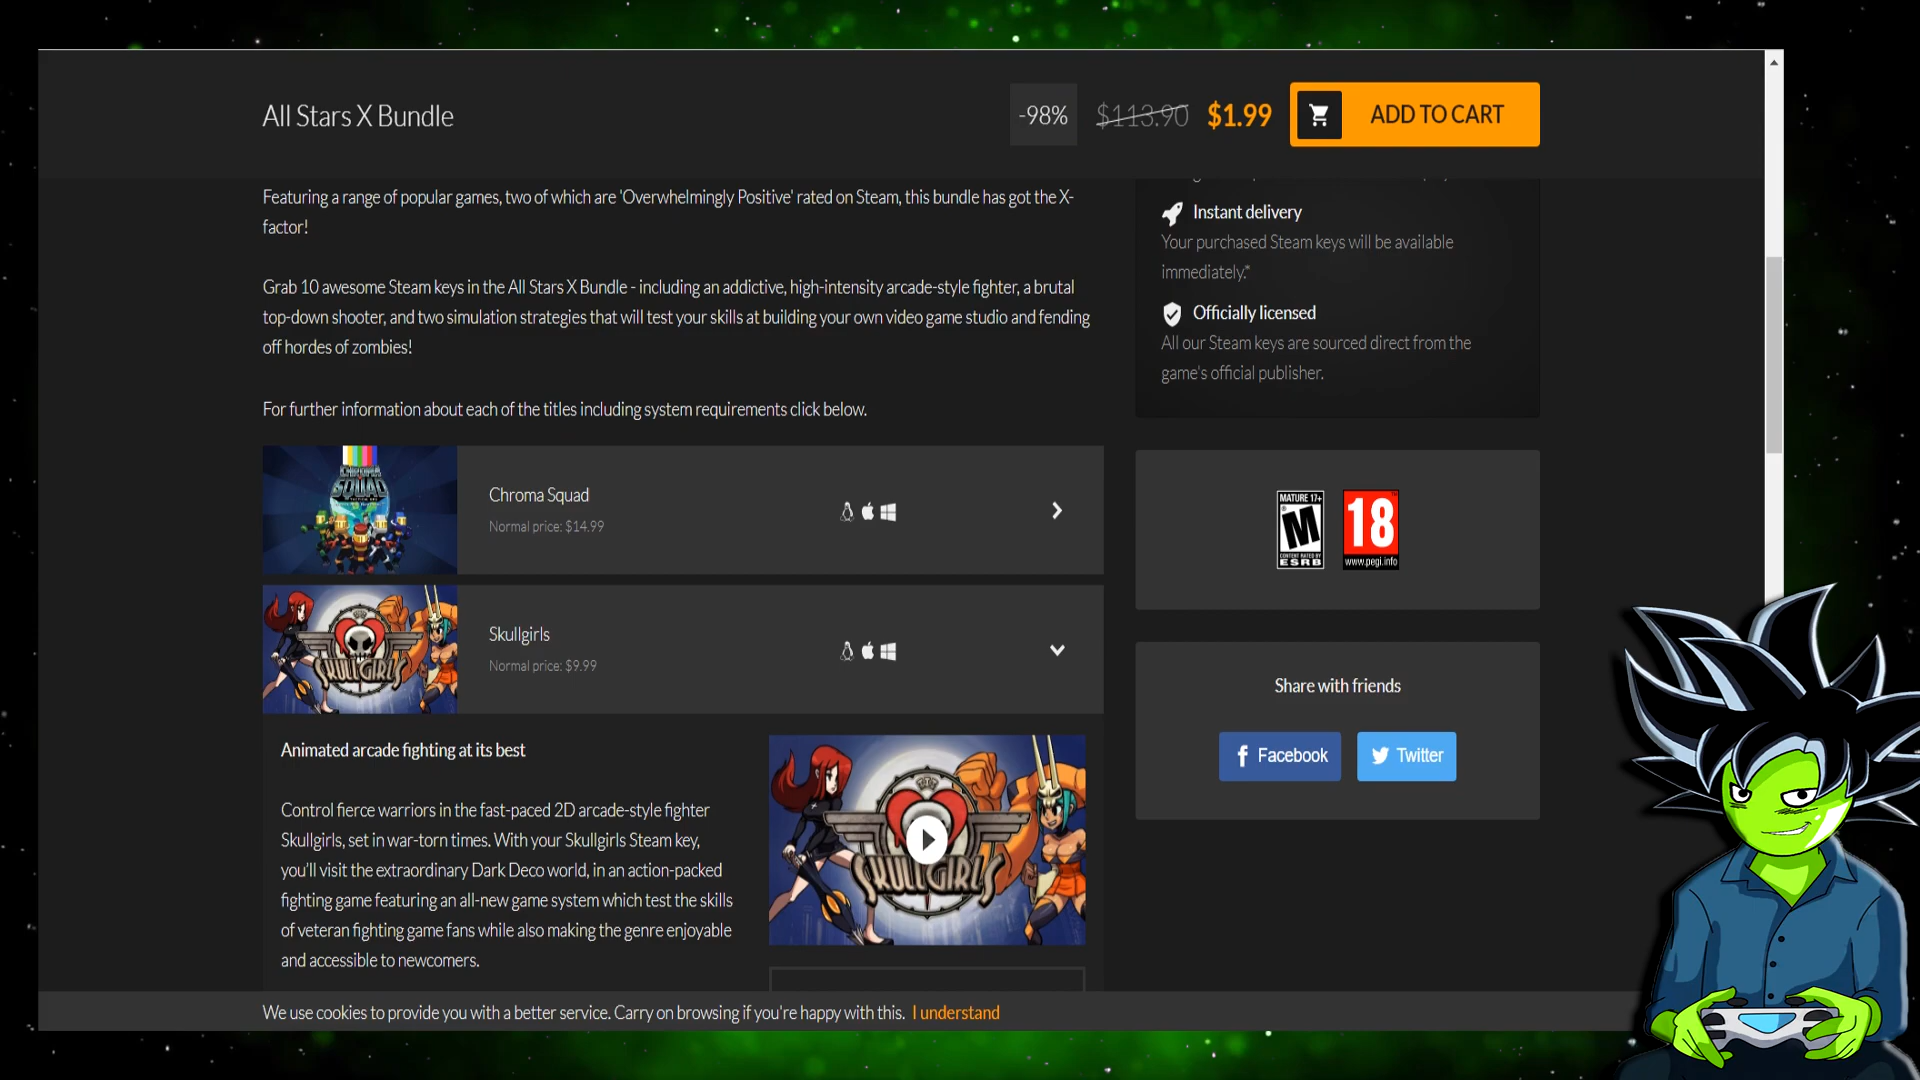 All Stars X Bundle
-98% $113.90 $1.99 ADD TO CART
Featuring a range of popular games, two of which are 'Overwhelmingly Positive' rated on Steam, this bundle has got the X-
factor!
Grab 10 awesome Steam keys in the All Stars X Bundle - including an addictive, high-intensity arcade-style fighter, a brutal
top-down shooter, and two simulation strategies that will test your skills at building your own video game studio and fending
off hordes of zombies!
For further information about each of the titles including system requirements click below.
Instant delivery
Your purchased Steam keys will be available
immediately.*
Officially licensed
All our Steam keys are sourced direct from the
game's official publisher.
CHROMA
SQUAD
Chroma Squad
Normal price: $14.99
SKULLGIRLS
Skullgirls
Normal price: $9.99
MATURE 17+
M
CONTENT RATED BY
ESRB
18
www.pegi.info
Share with friends
Facebook
Twitter
Animated arcade fighting at its best
Control fierce warriors in the fast-paced 2D arcade-style fighter
Skullgirls, set in war-torn times. With your Skullgirls Steam key,
you'll visit the extraordinary Dark Deco world, in an action-packed
fighting game featuring an all-new game system which test the skills
of veteran fighting game fans while also making the genre enjoyable
and accessible to newcomers.
SKULLGIRLS
We use cookies to provide you with a better service. Carry on browsing if you're happy with this. I understand